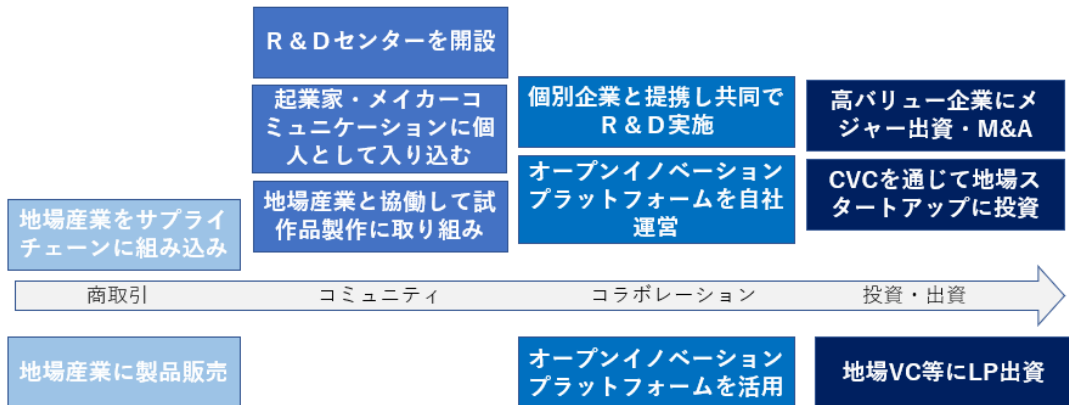 R＆Dセンターを開設
起業家・メイカーコ
ミュニケーションに個
人として入り込む
個別企業と提携し共同で
R＆D実施
高バリュー企業にメ
ジャー出資・M&A
地場産業と協働して試
作品製作に取り組み
オープンイノベーション
プラットフォームを自社
運営
CVCを通じて地場ス
タートアップに投資
地場産業をサプライ
チェーンに組み込み
商取引
コミュニティ
コラボレーション
投資・出資
地場産業に製品販売
オープンイノベーション
プラットフォームを活用
地場VC等にLP出資